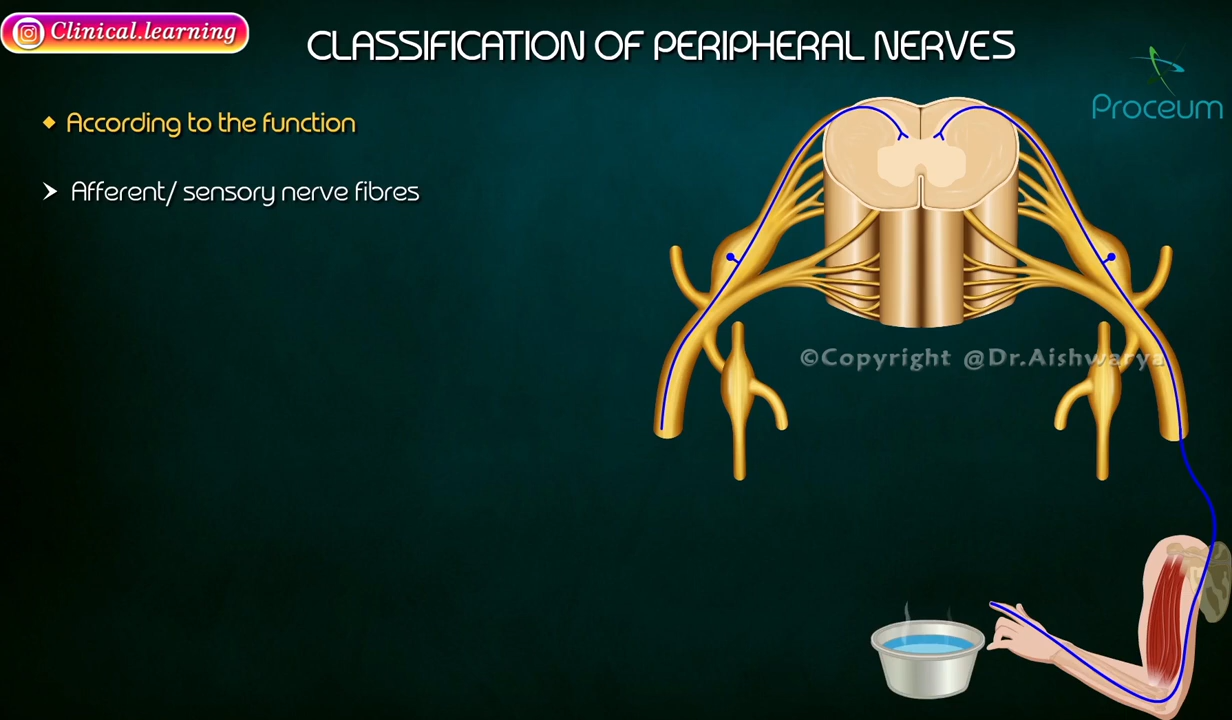 Clinical.learning
CLASSIFICATION OF PERIPHERAL NERVES
Proceum
According to the function
Afferent/ sensory nerve fibres
©Copyright @Dr.Aishwarya